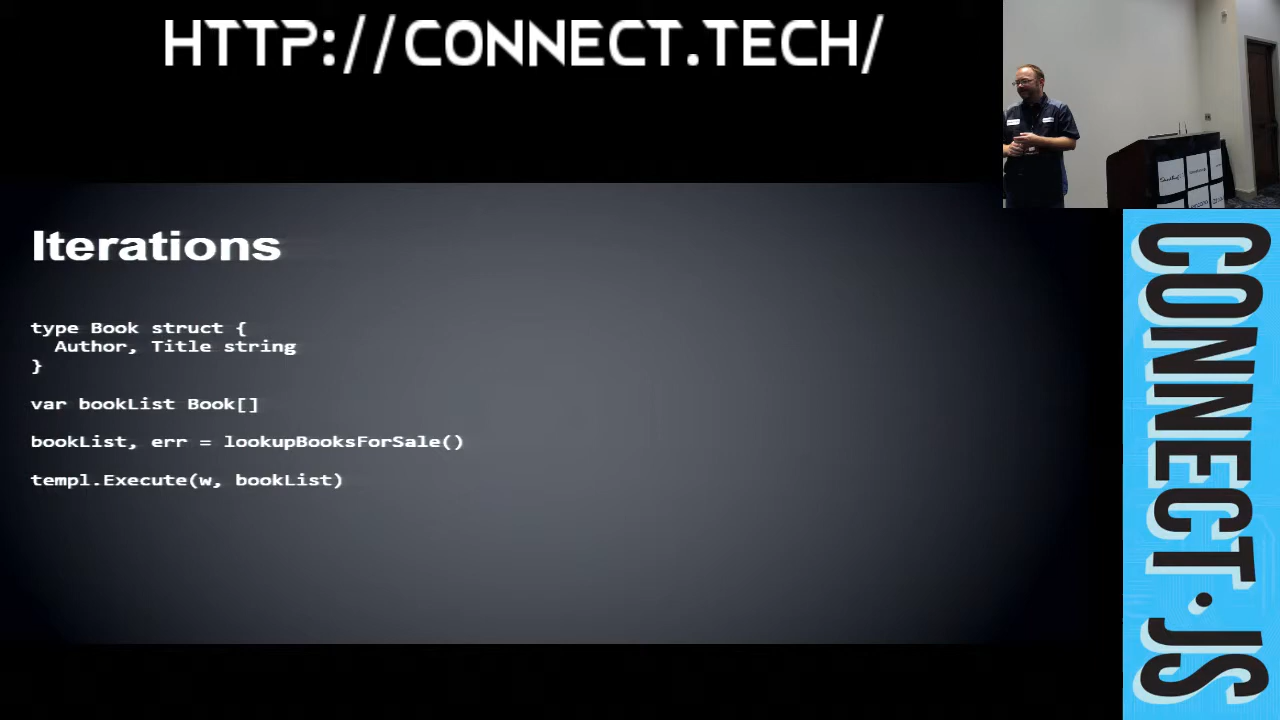 HTTP://CONNECT.TECH/
Iterations
type Book struct {
Author, Title string
}
var bookList Book[]
bookList, err = lookupBooksForSale()
templ.Execute(w, bookList)
CONNECT.JS